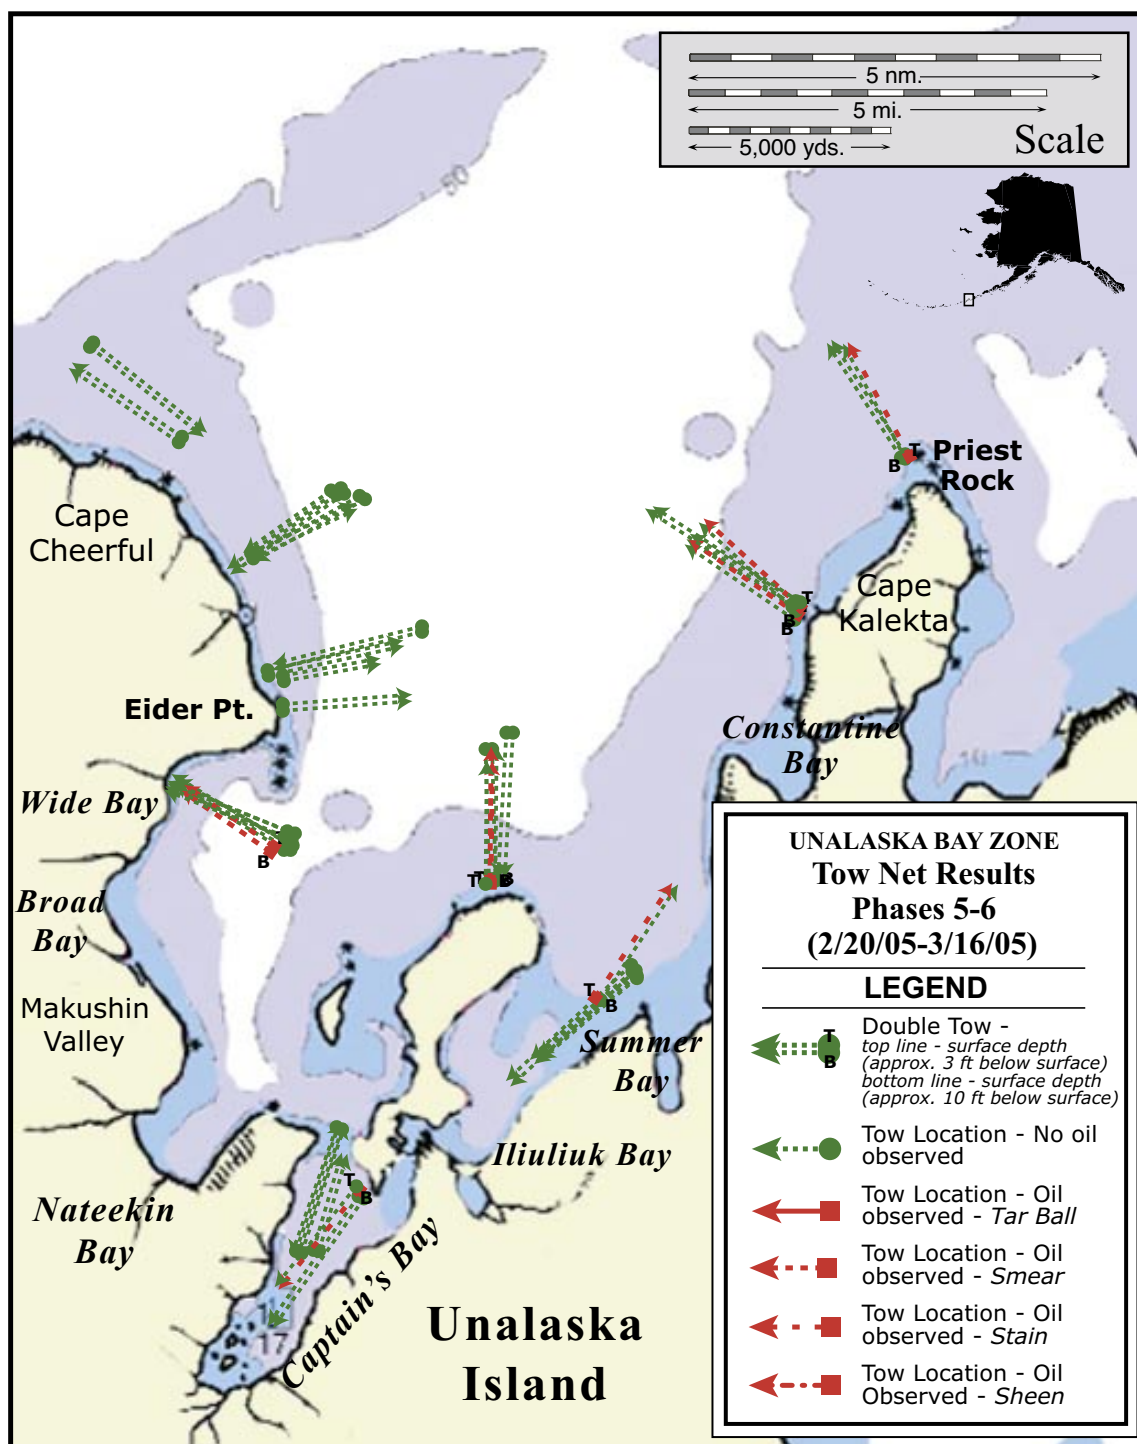 5 nm.
5 mi.
5,000 yds.
Scale
50
T
B
Priest
Rock
Cape
Cheerful
T
B
B
Cape
Kalekta
Eider Pt.
Constantine
Bay
Wide Bay
B
T
T
B
Broad
Bay
T
B
Makushin
Valley
Summer
Bay
Iliuliuk Bay
Nateekin
Bay
T
B
Captain's Bay
17
Unalaska
Island
UNALASKA BAY ZONE
Tow Net Results
Phases 5-6
(2/20/05-3/16/05)
LEGEND
T
B
Double Tow -
top line - surface depth
(approx. 3 ft below surface)
bottom line - surface depth
(approx. 10 ft below surface)
Tow Location - No oil
observed
Tow Location - Oil
observed - Tar Ball
Tow Location - Oil
observed - Smear
Tow Location - Oil
observed - Stain
Tow Location - Oil
Observed - Sheen